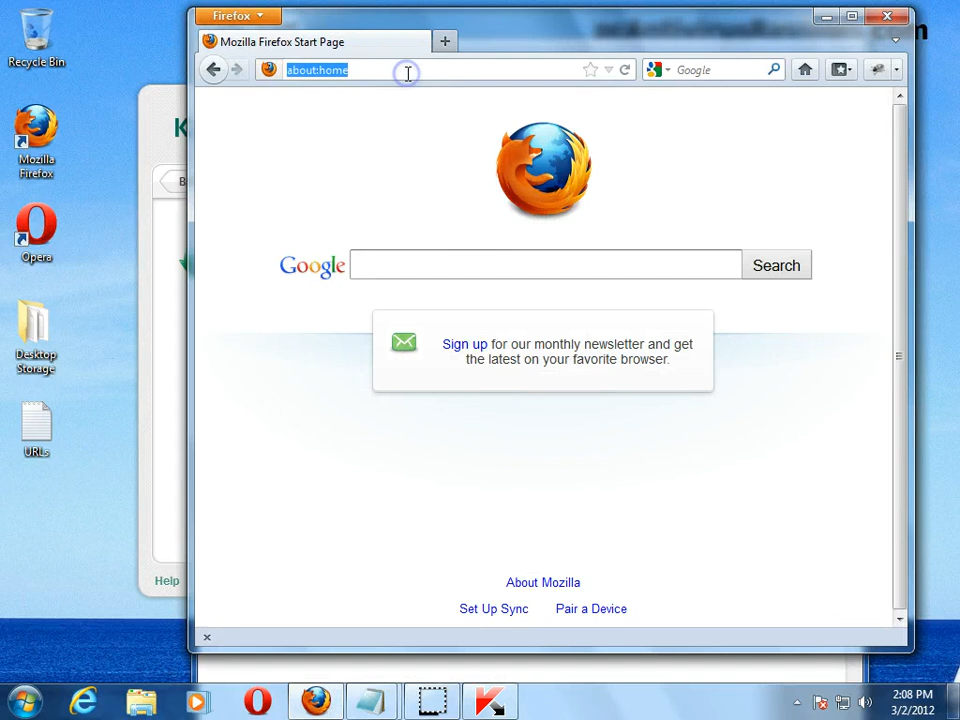 Recycle Bin
Mozilla
Firefox
Opera
Desktop
Storage
URLs
K
B
Help
Firefox
Mozilla Firefox Start Page
about:home
Google
Google
Search
Sign up for our monthly newsletter and get
the latest on your favorite browser.
About Mozilla
Set Up Sync
Pair a Device
2:08 PM
3/2/2012